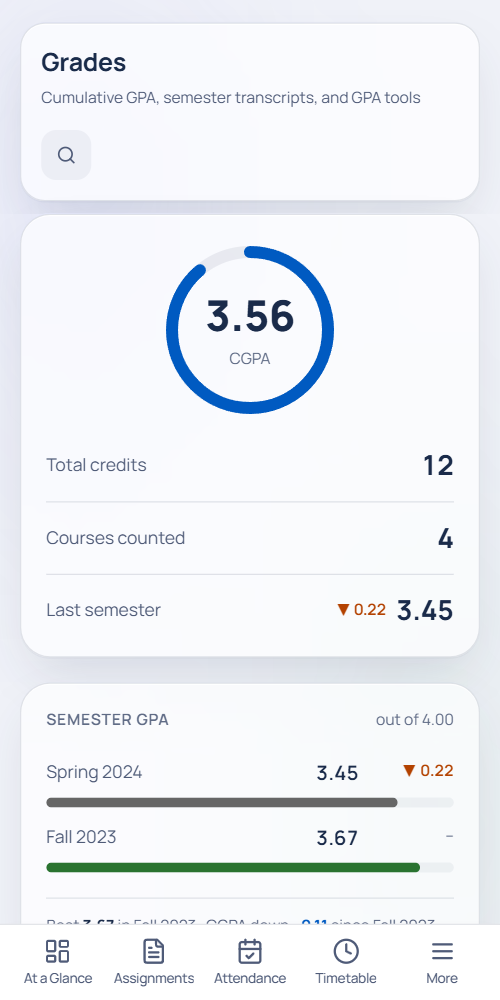 Grades
Cumulative GPA, semester transcripts, and GPA tools
3.56
CGPA
Total credits 12
Courses counted 4
Last semester ▼ 0.22 3.45
SEMESTER GPA out of 4.00
Spring 2024 3.45 ▼ 0.22
Fall 2023 3.67 –
At a Glance Assignments Attendance Timetable More